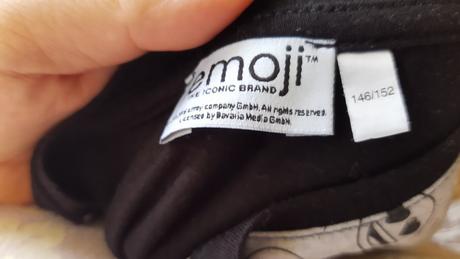 emoji™
THE ICONIC BRAND
company GmbH. All rights reserved.
Licensed by Bavaria Media GmbH.
146/152